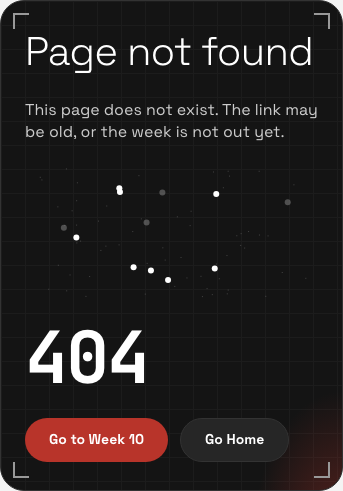 Page not found
This page does not exist. The link may
be old, or the week is not out yet.
404
Go to Week 10
Go Home